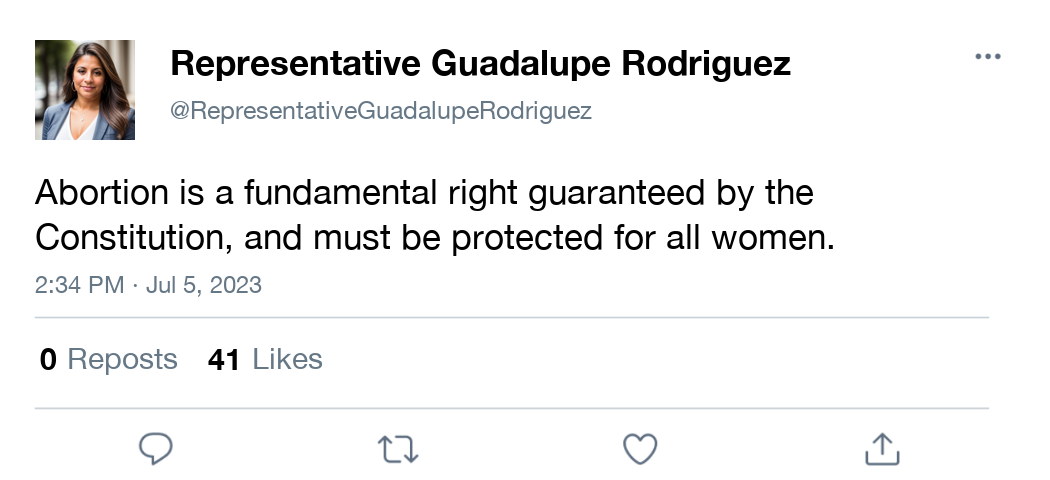 Representative Guadalupe Rodriguez
@RepresentativeGuadalupeRodriguez
Abortion is a fundamental right guaranteed by the
Constitution, and must be protected for all women.
2:34 PM · Jul 5, 2023
0 Reposts 41 Likes